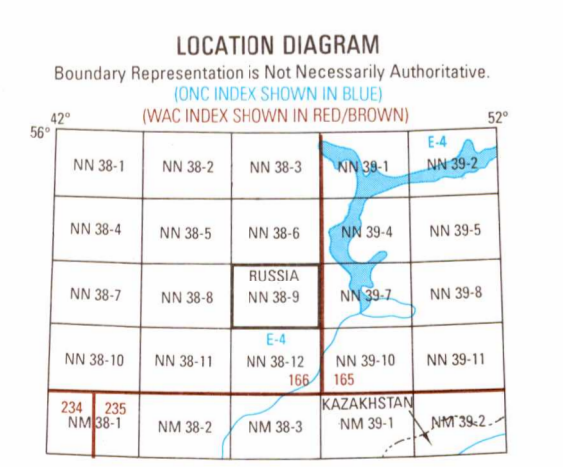 LOCATION DIAGRAM
Boundary Representation is Not Necessarily Authoritative.
(ONC INDEX SHOWN IN BLUE)
(WAC INDEX SHOWN IN RED/BROWN)
42°
52°
56°
E-4
NN 38-1
NN 38-2
NN 38-3
NN 39-1
NN 39-2
NN 38-4
NN 38-5
NN 38-6
NN 39-4
NN 39-5
RUSSIA
NN 38-7
NN 38-8
NN 38-9
NN 39-7
NN 39-8
E-4
NN 38-10
NN 38-11
NN 38-12
NN 39-10
NN 39-11
166
165
234
235
KAZAKHSTAN
NM 38-1
NM 38-2
NM 38-3
NM 39-1
NM 39-2